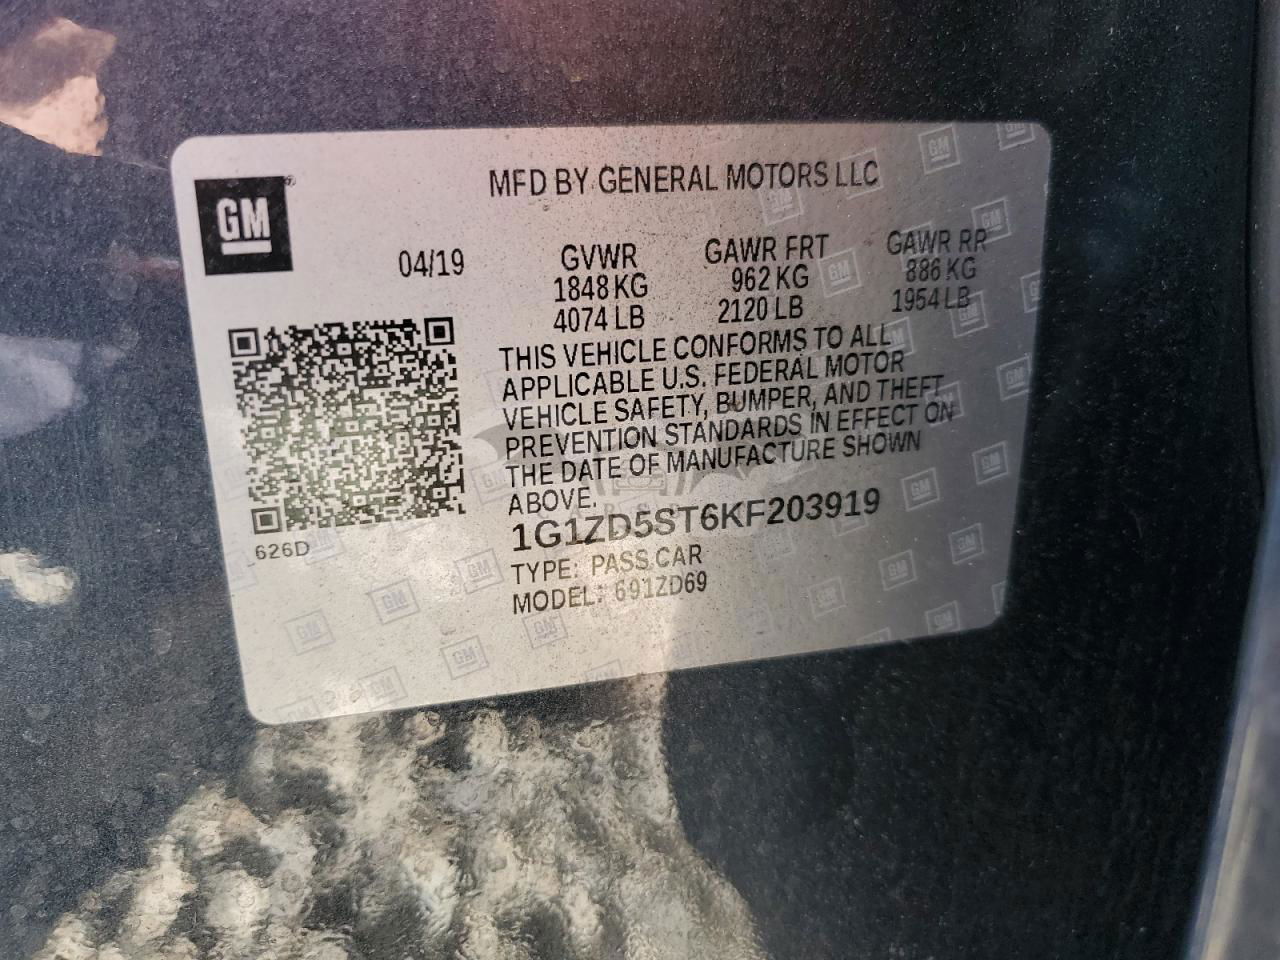 MFD BY GENERAL MOTORS LLC
GM
04/19
GVWR GAWR FRT GAWR RR
1848 KG 962 KG 886 KG
4074 LB 2120 LB 1954 LB
THIS VEHICLE CONFORMS TO ALL
APPLICABLE U.S. FEDERAL MOTOR
VEHICLE SAFETY, BUMPER, AND THEFT
PREVENTION STANDARDS IN EFFECT ON
THE DATE OF MANUFACTURE SHOWN
ABOVE.
1G1ZD5ST6KF203919
TYPE: PASS CAR
MODEL: 691ZD69
626D